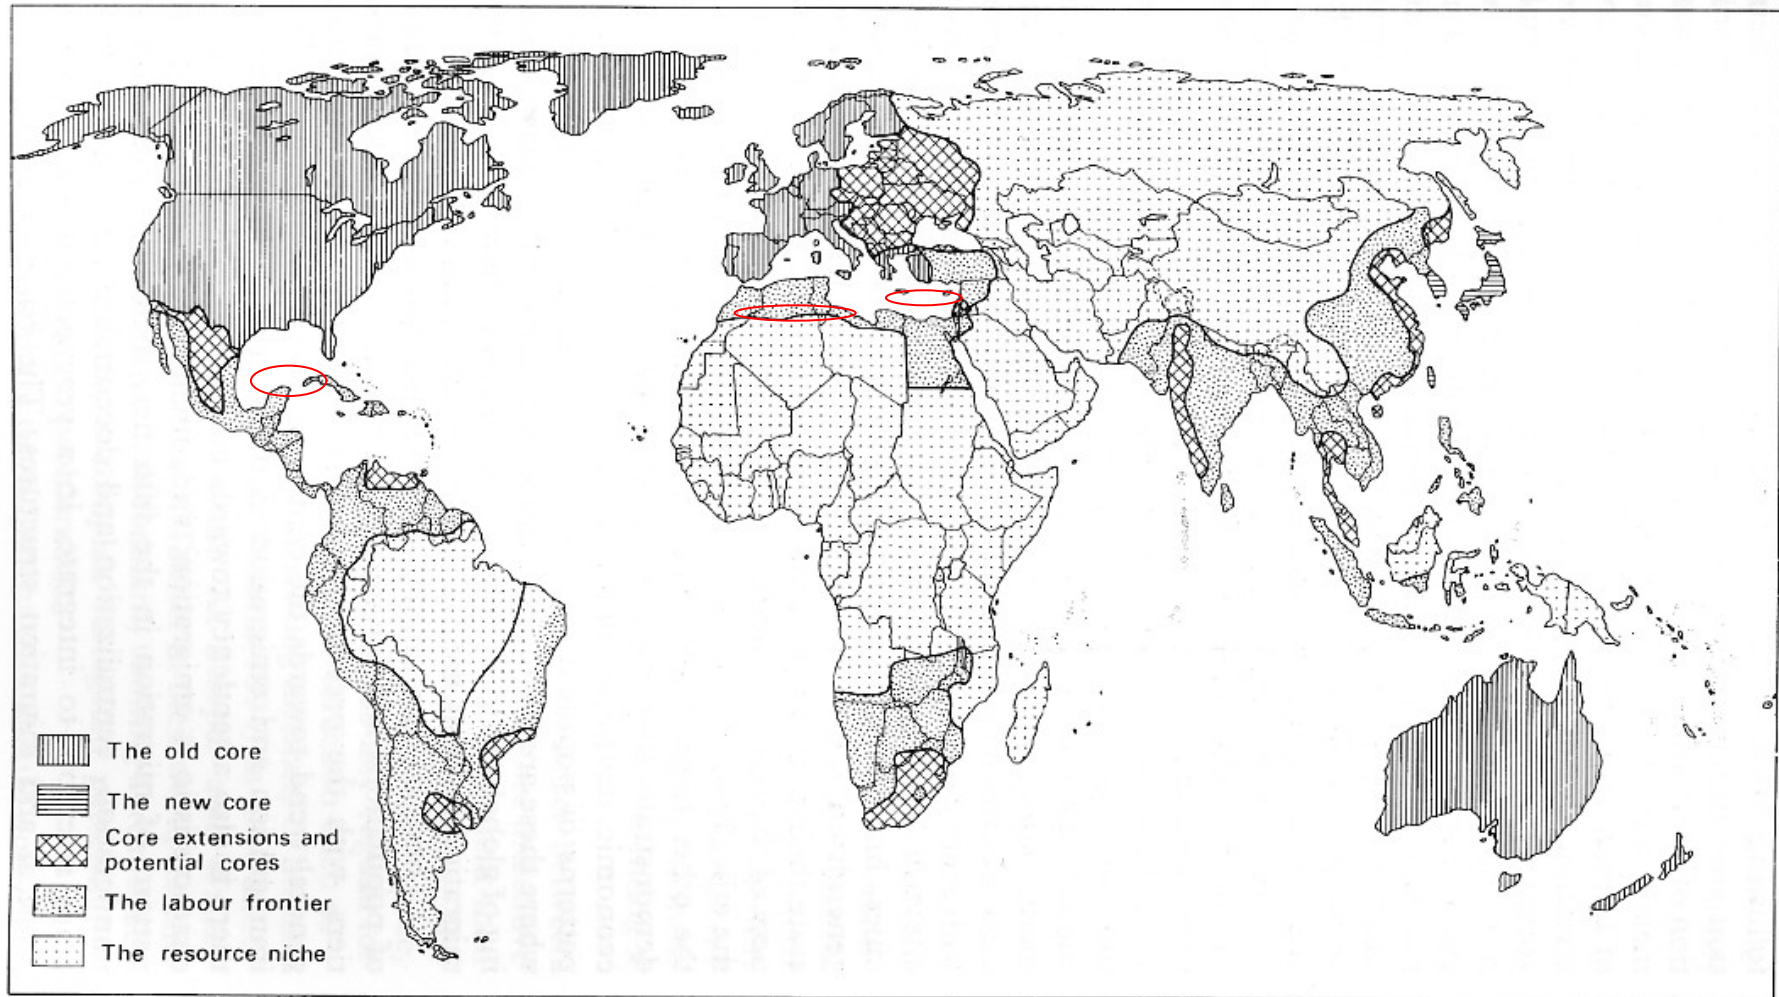 The old core
The new core
Core extensions and
potential cores
The labour frontier
The resource niche